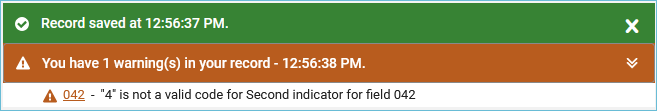 Record saved at 12:56:37 PM.
You have 1 warning(s) in your record - 12:56:38 PM.
042 - "4" is not a valid code for Second indicator for field 042